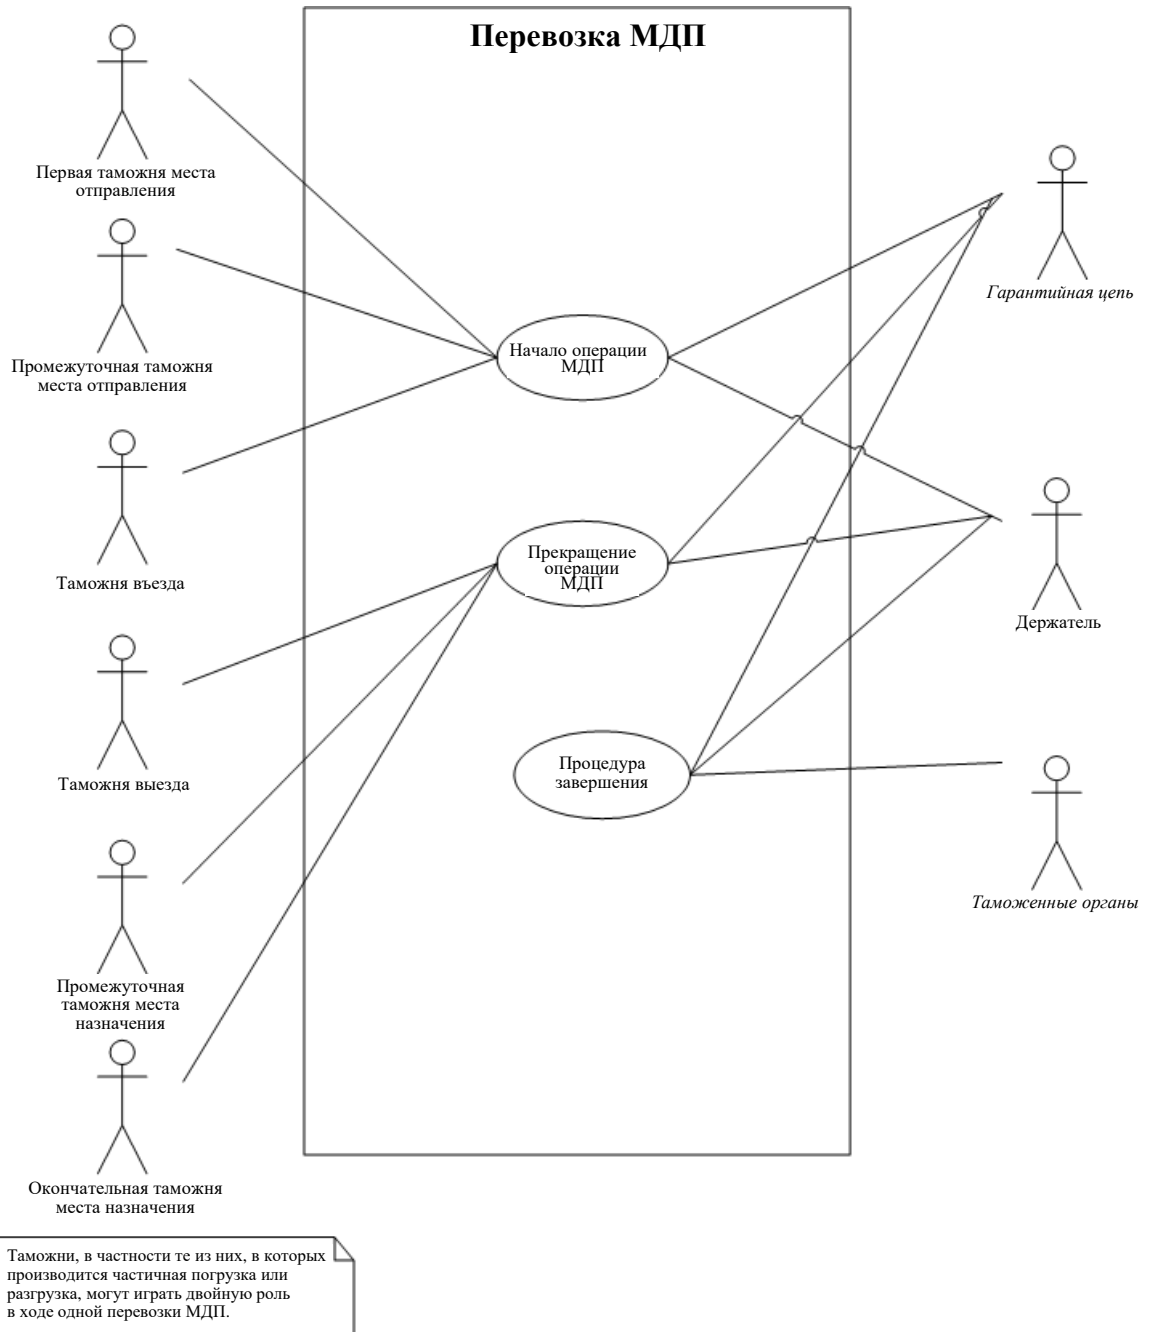 Перевозка МДП
Первая таможня места
отправления
Гарантийная цепь
Промежуточная таможня
места отправления
Начало операции
МДП
Таможня въезда
Прекращение
операции
МДП
Держатель
Таможня выезда
Процедура
завершения
Таможенные органы
Промежуточная
таможня места
назначения
Окончательная таможня
места назначения
Таможни, в частности те из них, в которых
производится частичная погрузка или
разгрузка, могут играть двойную роль
в ходе одной перевозки МДП.